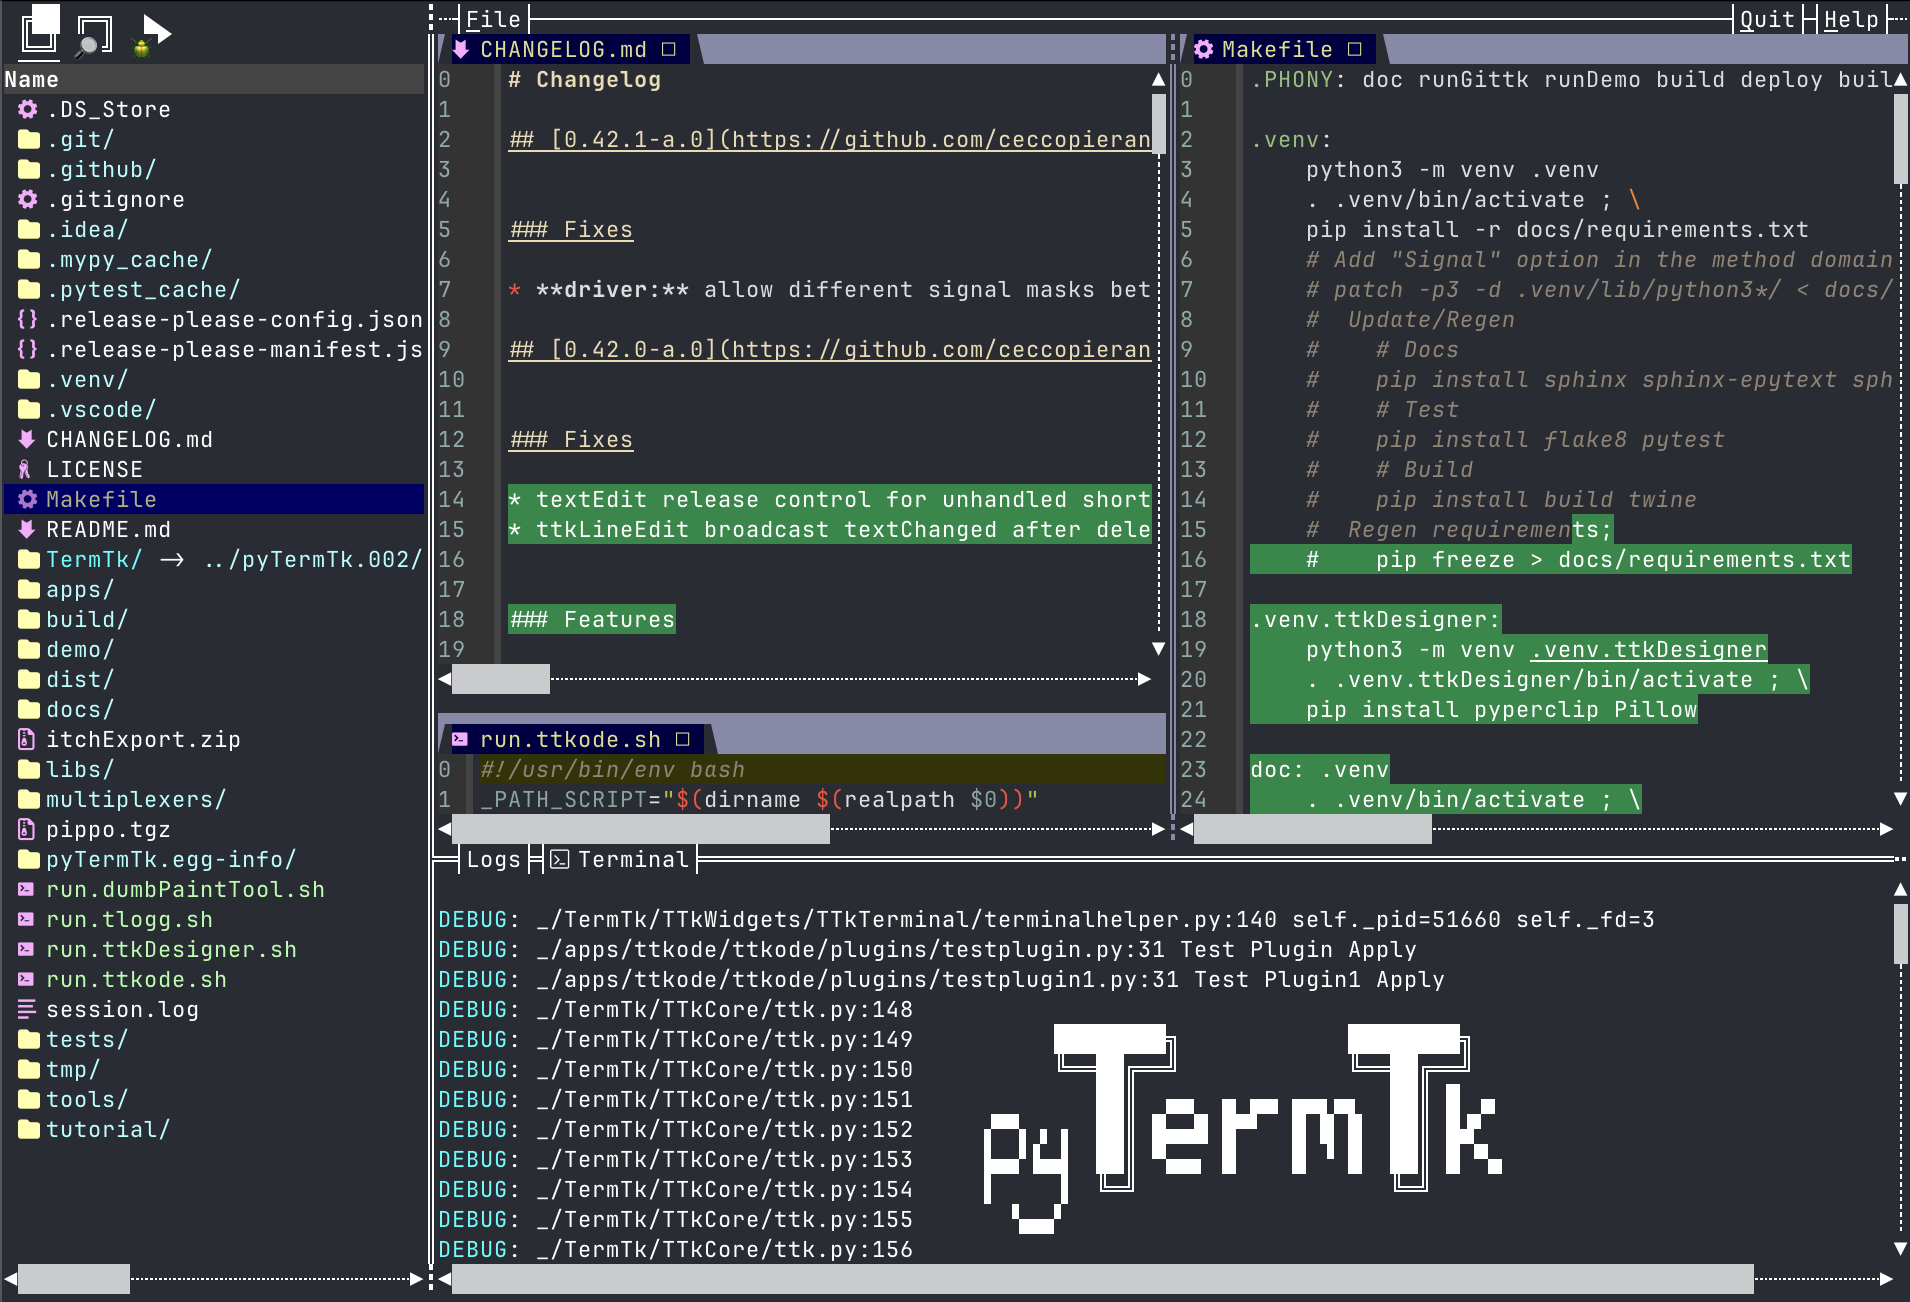 File Quit Help
Name
.DS_Store
.git/
.github/
.gitignore
.idea/
.mypy_cache/
.pytest_cache/
.release-please-config.json
.release-please-manifest.js
.venv/
.vscode/
CHANGELOG.md
LICENSE
Makefile
README.md
TermTk/ → ../pyTermTk.002/
apps/
build/
demo/
dist/
docs/
itchExport.zip
libs/
multiplexers/
pippo.tgz
pyTermTk.egg-info/
run.dumbPaintTool.sh
run.tlogg.sh
run.ttkDesigner.sh
run.ttkode.sh
session.log
tests/
tmp/
tools/
tutorial/
CHANGELOG.md □
0 # Changelog
1
2 ## [0.42.1-a.0](https://github.com/ceccopieran
3
4
5 ### Fixes
6
7 * **driver:** allow different signal masks bet
8
9 ## [0.42.0-a.0](https://github.com/ceccopieran
10
11
12 ### Fixes
13
14 * textEdit release control for unhandled short
15 * ttkLineEdit broadcast textChanged after dele
16
17
18 ### Features
19
run.ttkode.sh □
0 #!/usr/bin/env bash
1 _PATH_SCRIPT="$(dirname $(realpath $0))"
Makefile □
0 .PHONY: doc runGittk runDemo build deploy buil
1
2 .venv:
3     python3 -m venv .venv
4     . .venv/bin/activate ; \
5     pip install -r docs/requirements.txt
6     # Add "Signal" option in the method domain
7     # patch -p3 -d .venv/lib/python3*/ < docs/
8     #  Update/Regen
9     #    # Docs
10     #    pip install sphinx sphinx-epytext sph
11     #    # Test
12     #    pip install flake8 pytest
13     #    # Build
14     #    pip install build twine
15     #  Regen requirements;
16     #    pip freeze > docs/requirements.txt
17
18 .venv.ttkDesigner:
19     python3 -m venv .venv.ttkDesigner
20     . .venv.ttkDesigner/bin/activate ; \
21     pip install pyperclip Pillow
22
23 doc: .venv
24     . .venv/bin/activate ; \
Logs Terminal
DEBUG: _/TermTk/TTkWidgets/TTkTerminal/terminalhelper.py:140 self._pid=51660 self._fd=3
DEBUG: _/apps/ttkode/ttkode/plugins/testplugin.py:31 Test Plugin Apply
DEBUG: _/apps/ttkode/ttkode/plugins/testplugin1.py:31 Test Plugin1 Apply
DEBUG: _/TermTk/TTkCore/ttk.py:148
DEBUG: _/TermTk/TTkCore/ttk.py:149
DEBUG: _/TermTk/TTkCore/ttk.py:150
DEBUG: _/TermTk/TTkCore/ttk.py:151
DEBUG: _/TermTk/TTkCore/ttk.py:152
DEBUG: _/TermTk/TTkCore/ttk.py:153
DEBUG: _/TermTk/TTkCore/ttk.py:154
DEBUG: _/TermTk/TTkCore/ttk.py:155
DEBUG: _/TermTk/TTkCore/ttk.py:156
pyTermTk